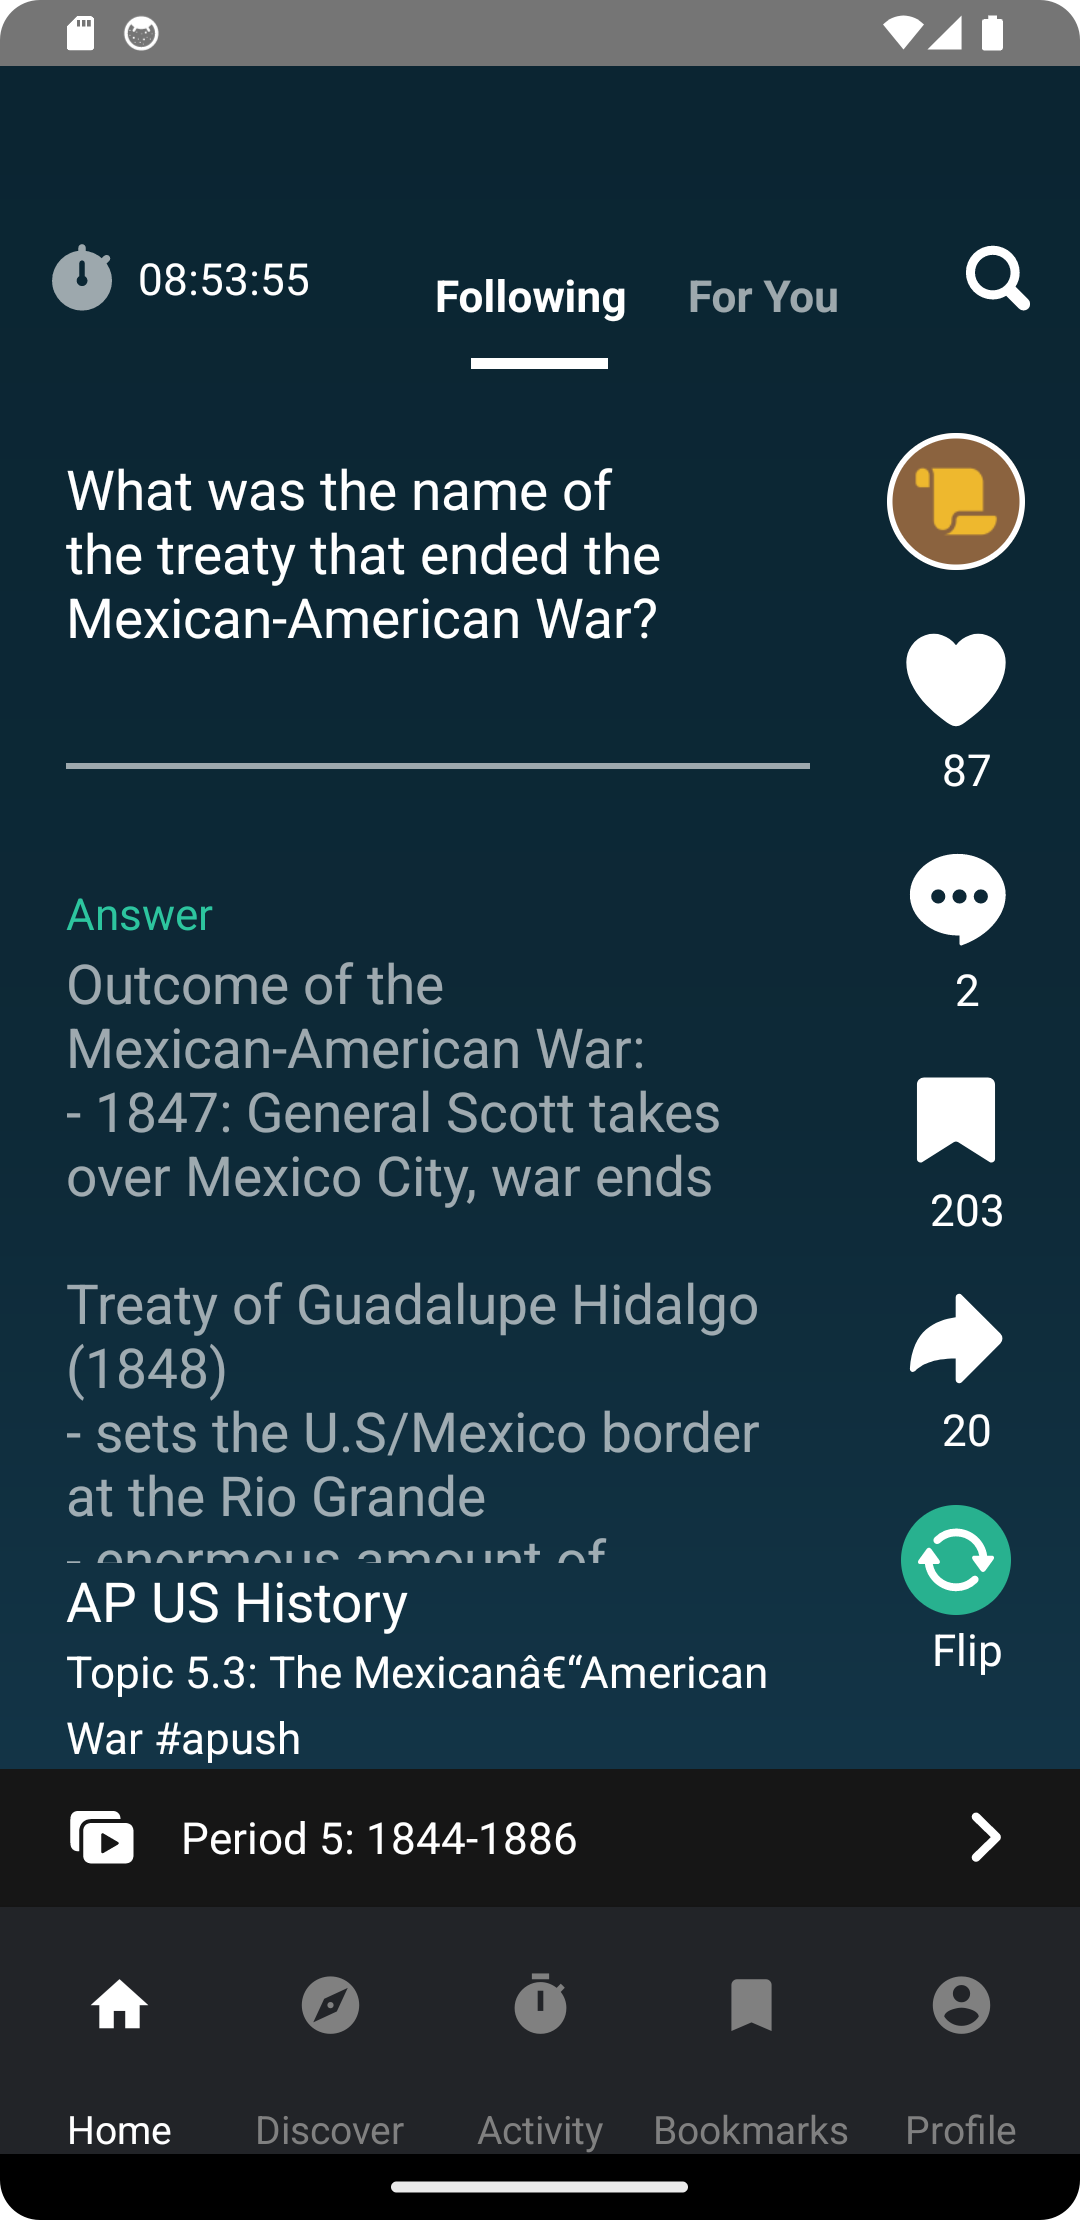 08:53:55
Following
For You
What was the name of
the treaty that ended the
Mexican-American War?
87
Answer
2
Outcome of the
Mexican-American War:
- 1847: General Scott takes
over Mexico City, war ends
203
Treaty of Guadalupe Hidalgo
(1848)
- sets the U.S/Mexico border
at the Rio Grande
20
- enormous amount of
AP US History
Topic 5.3: The Mexicanâ€“American
War #apush
Flip
Period 5: 1844-1886
Home
Discover
Activity
Bookmarks
Profile